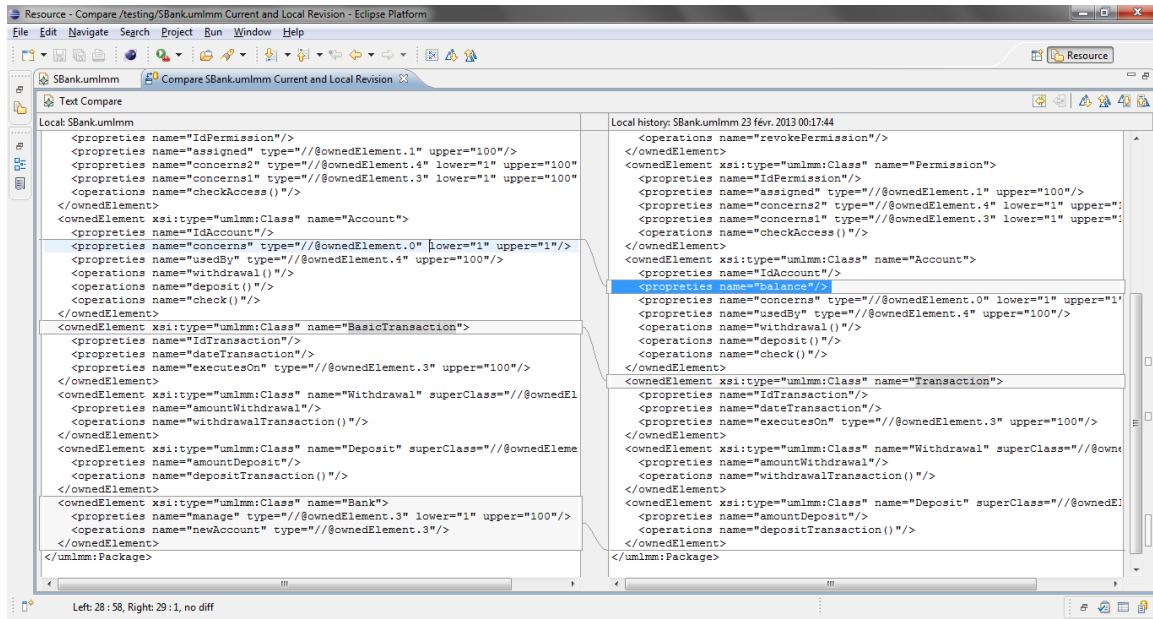 Resource - Compare /testing/SBank.umlmm Current and Local Revision - Eclipse Platform
File Edit Navigate Search Project Run Window Help
Resource
SBank.umlmm
Compare SBank.umlmm Current and Local Revision
Text Compare
Local: SBank.umlmm
<propreties name="IdPermission"/>
<propreties name="assigned" type="//@ownedElement.1" upper="100"/>
<propreties name="concerns2" type="//@ownedElement.4" lower="1" upper="100"
<propreties name="concerns1" type="//@ownedElement.3" lower="1" upper="100"
<operations name="checkAccess()"/>
</ownedElement>
<ownedElement xsi:type="umlmm:Class" name="Account">
<propreties name="IdAccount"/>
<propreties name="concerns" type="//@ownedElement.0" lower="1" upper="1"/>
<propreties name="usedBy" type="//@ownedElement.4" upper="100"/>
<operations name="withdrawal()"/>
<operations name="deposit()"/>
<operations name="check()"/>
</ownedElement>
<ownedElement xsi:type="umlmm:Class" name="BasicTransaction">
<propreties name="IdTransaction"/>
<propreties name="dateTransaction"/>
<propreties name="executesOn" type="//@ownedElement.3" upper="100"/>
</ownedElement>
<ownedElement xsi:type="umlmm:Class" name="Withdrawal" superClass="//@ownedEl
<propreties name="amountWithdrawal"/>
<operations name="withdrawalTransaction()"/>
</ownedElement>
<ownedElement xsi:type="umlmm:Class" name="Deposit" superClass="//@ownedEleme
<propreties name="amountDeposit"/>
<operations name="depositTransaction()"/>
</ownedElement>
<ownedElement xsi:type="umlmm:Class" name="Bank">
<propreties name="manage" type="//@ownedElement.3" lower="1" upper="100"/>
<operations name="newAccount" type="//@ownedElement.3"/>
</ownedElement>
</umlmm:Package>
Local history: SBank.umlmm 23 févr. 2013 00:17:44
<operations name="revokePermission"/>
</ownedElement>
<ownedElement xsi:type="umlmm:Class" name="Permission">
<propreties name="IdPermission"/>
<propreties name="assigned" type="//@ownedElement.1" upper="100"/>
<propreties name="concerns2" type="//@ownedElement.4" lower="1" upper="1
<propreties name="concerns1" type="//@ownedElement.3" lower="1" upper="1
<operations name="checkAccess()"/>
</ownedElement>
<ownedElement xsi:type="umlmm:Class" name="Account">
<propreties name="IdAccount"/>
<propreties name="balance"/>
<propreties name="concerns" type="//@ownedElement.0" lower="1" upper="1"
<propreties name="usedBy" type="//@ownedElement.4" upper="100"/>
<operations name="withdrawal()"/>
<operations name="deposit()"/>
<operations name="check()"/>
</ownedElement>
<ownedElement xsi:type="umlmm:Class" name="Transaction">
<propreties name="IdTransaction"/>
<propreties name="dateTransaction"/>
<propreties name="executesOn" type="//@ownedElement.3" upper="100"/>
</ownedElement>
<ownedElement xsi:type="umlmm:Class" name="Withdrawal" superClass="//@owne
<propreties name="amountWithdrawal"/>
<operations name="withdrawalTransaction()"/>
</ownedElement>
<ownedElement xsi:type="umlmm:Class" name="Deposit" superClass="//@ownedEl
<propreties name="amountDeposit"/>
<operations name="depositTransaction()"/>
</ownedElement>
</umlmm:Package>
Left: 28 : 58, Right: 29 : 1, no diff